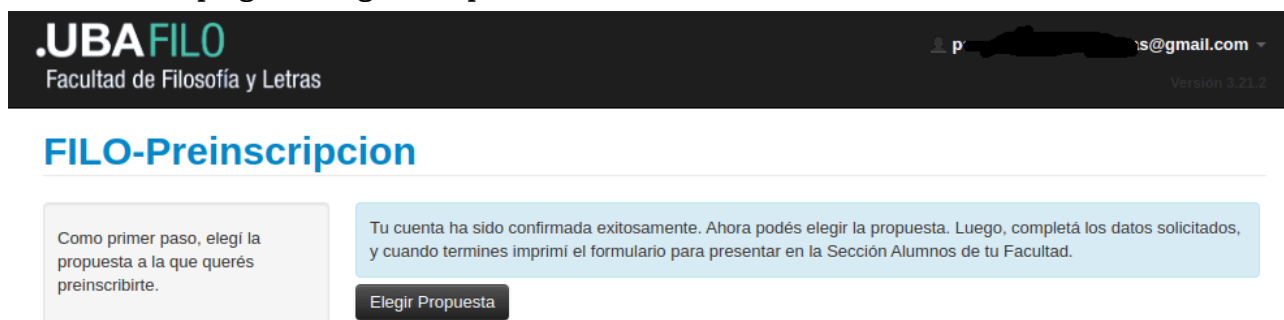 .UBAFILO
Facultad de Filosofía y Letras
s@gmail.com
Versión 3.21.2
FILO-Preinscripcion
Como primer paso, elegí la
propuesta a la que querés
preinscribirte.
Tu cuenta ha sido confirmada exitosamente. Ahora podés elegir la propuesta. Luego, completá los datos solicitados,
y cuando termines imprimí el formulario para presentar en la Sección Alumnos de tu Facultad.
Elegir Propuesta